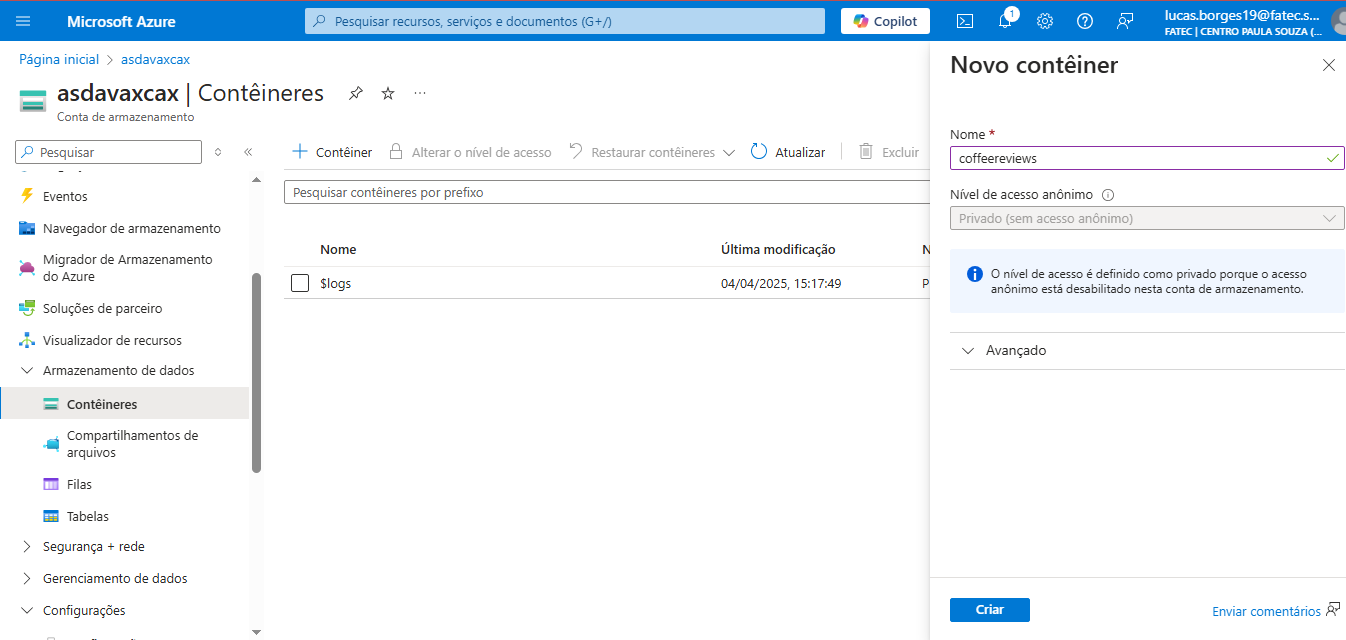 Microsoft Azure
Pesquisar recursos, serviços e documentos (G+/)
Copilot
1
lucas.borges19@fatec.s...
FATEC | CENTRO PAULA SOUZA (...
Página inicial > asdavaxcax
asdavaxcax | Contêineres
...
Conta de armazenamento
Pesquisar
Eventos
Navegador de armazenamento
Migrador de Armazenamento
do Azure
Soluções de parceiro
Visualizador de recursos
Armazenamento de dados
Contêineres
Compartilhamentos de
arquivos
Filas
Tabelas
Segurança + rede
Gerenciamento de dados
Configurações
Contêiner
Alterar o nível de acesso
Restaurar contêineres
Atualizar
Excluir
Pesquisar contêineres por prefixo
Nome
Última modificação
N
$logs
04/04/2025, 15:17:49
P
Novo contêiner
Nome *
coffeereviews
Nível de acesso anônimo
Privado (sem acesso anônimo)
O nível de acesso é definido como privado porque o acesso
anônimo está desabilitado nesta conta de armazenamento.
Avançado
Criar
Enviar comentários